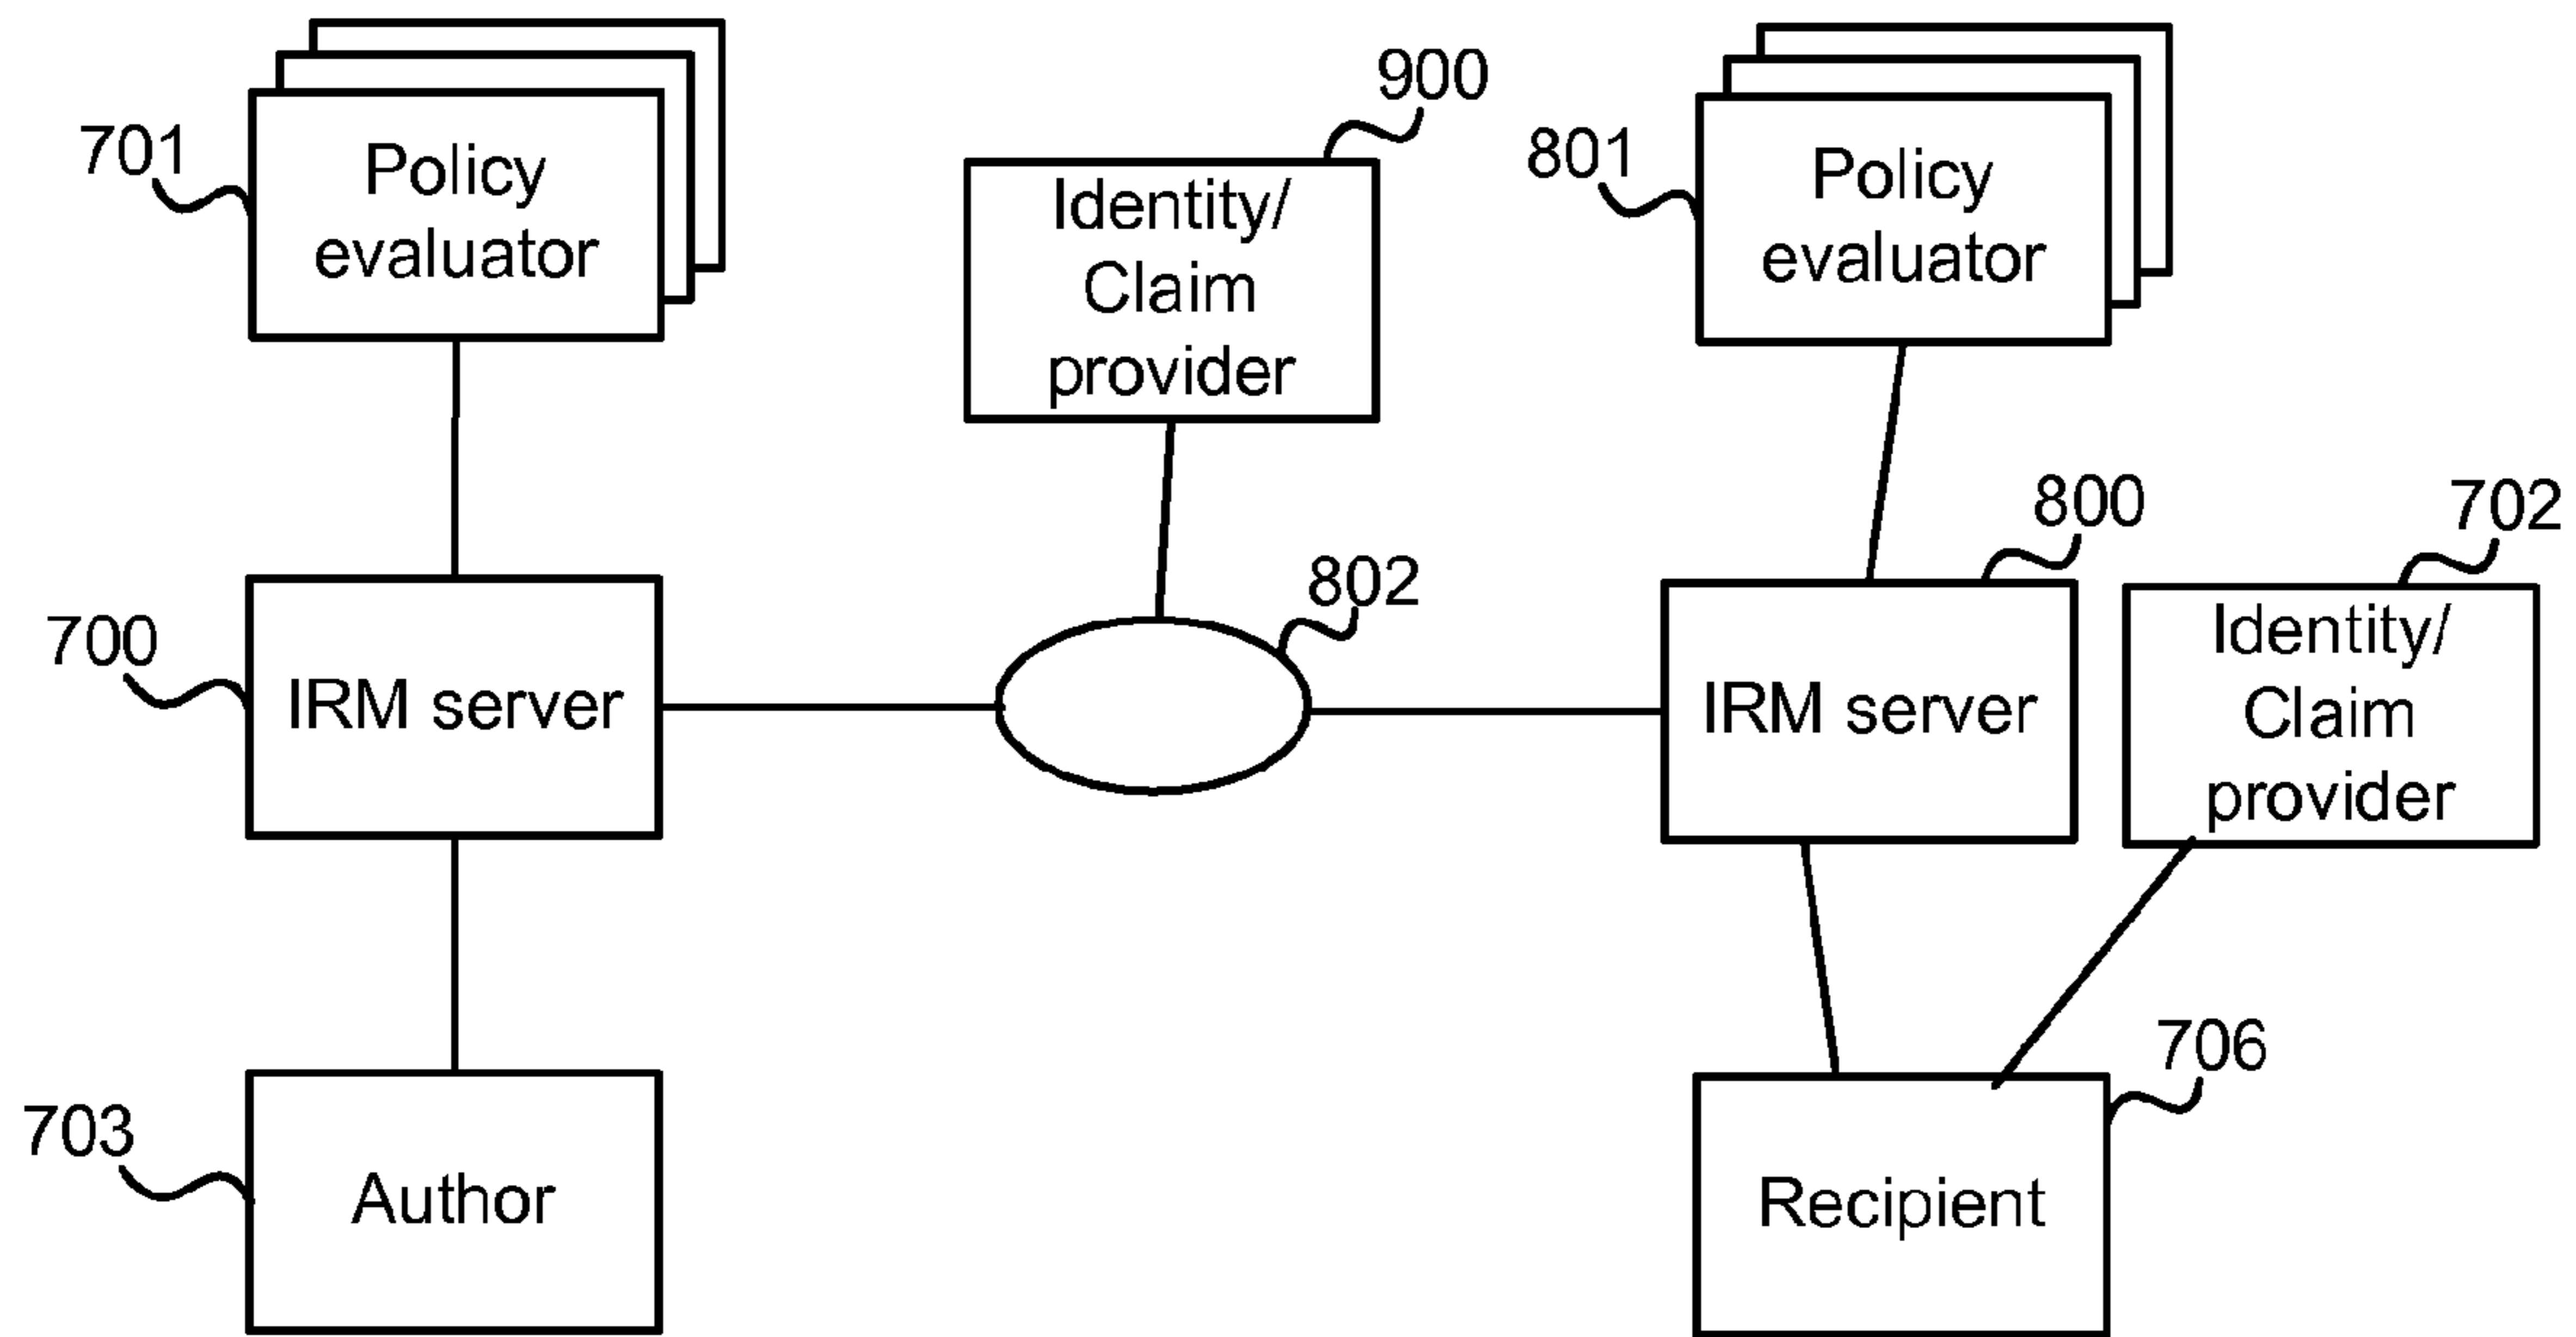 900
701
Policy
evaluator
Identity/
Claim
provider
801
Policy
evaluator
800
702
802
700
IRM server
IRM server
Identity/
Claim
provider
706
703
Author
Recipient